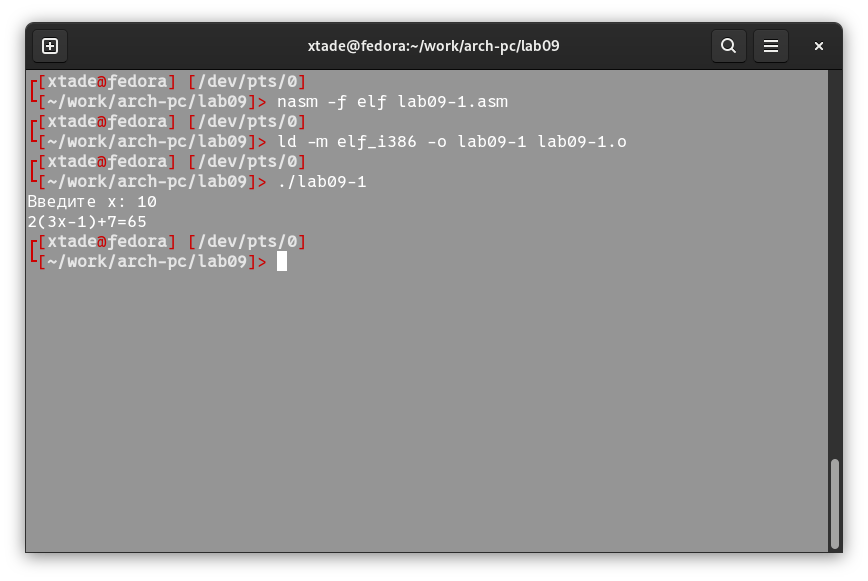 xtade@fedora:~/work/arch-pc/lab09
[xtade@fedora] [/dev/pts/0]
[~/work/arch-pc/lab09]> nasm -f elf lab09-1.asm
[xtade@fedora] [/dev/pts/0]
[~/work/arch-pc/lab09]> ld -m elf_i386 -o lab09-1 lab09-1.o
[xtade@fedora] [/dev/pts/0]
[~/work/arch-pc/lab09]> ./lab09-1
Введите x: 10
2(3x-1)+7=65
[xtade@fedora] [/dev/pts/0]
[~/work/arch-pc/lab09]>